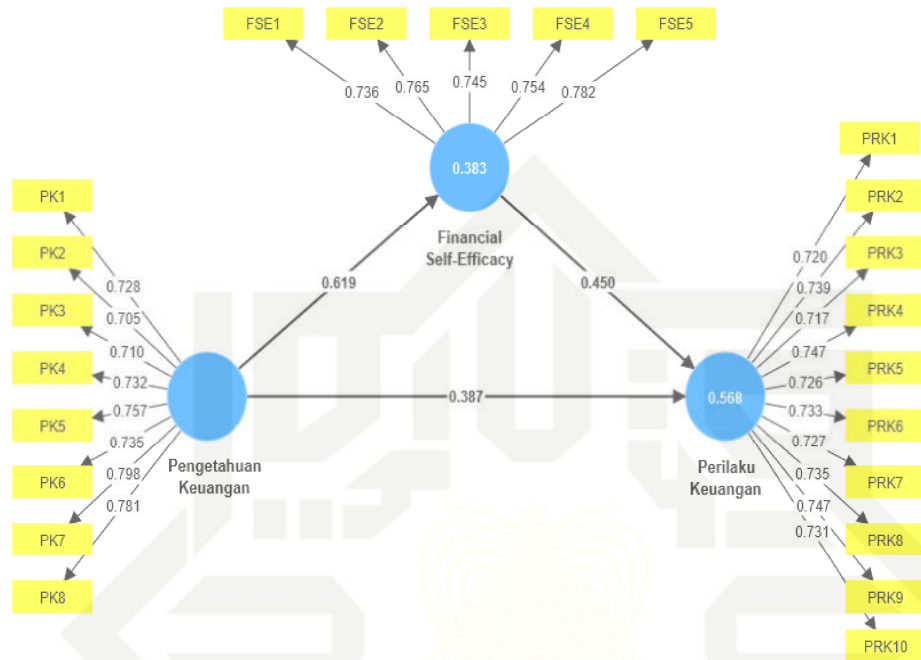 FSE1 FSE2 FSE3 FSE4 FSE5
0.736 0.765 0.745 0.754 0.782
0.383
Financial
Self-Efficacy
PK1
PK2
PK3
PK4
PK5
PK6
PK7
PK8
0.728
0.705
0.710
0.732
0.757
0.735
0.798
0.781
Pengetahuan
Keuangan
0.619
0.450
0.387
0.568
Perilaku
Keuangan
0.720
0.739
0.717
0.747
0.726
0.733
0.727
0.735
0.747
0.731
PRK1
PRK2
PRK3
PRK4
PRK5
PRK6
PRK7
PRK8
PRK9
PRK10